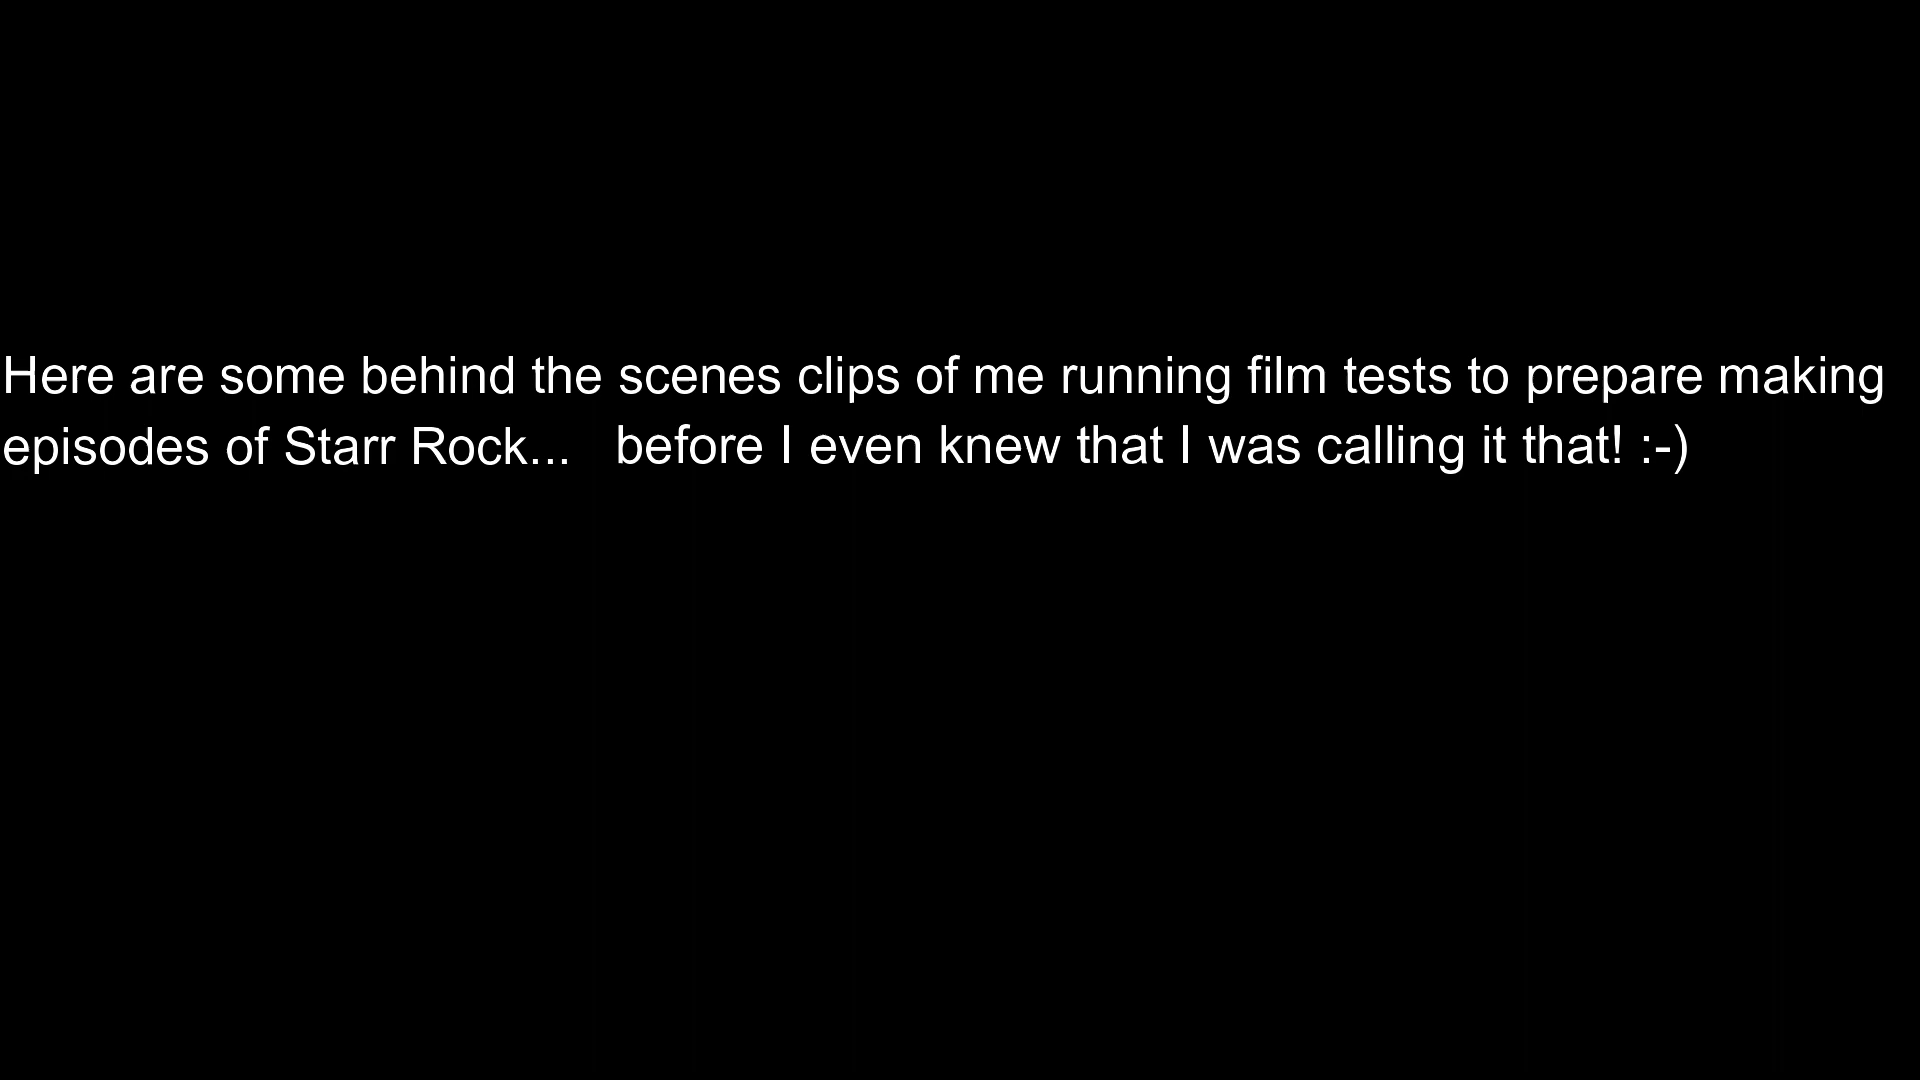 Here are some behind the scenes clips of me running film tests to prepare making
episodes of Starr Rock...   before I even knew that I was calling it that! :-)